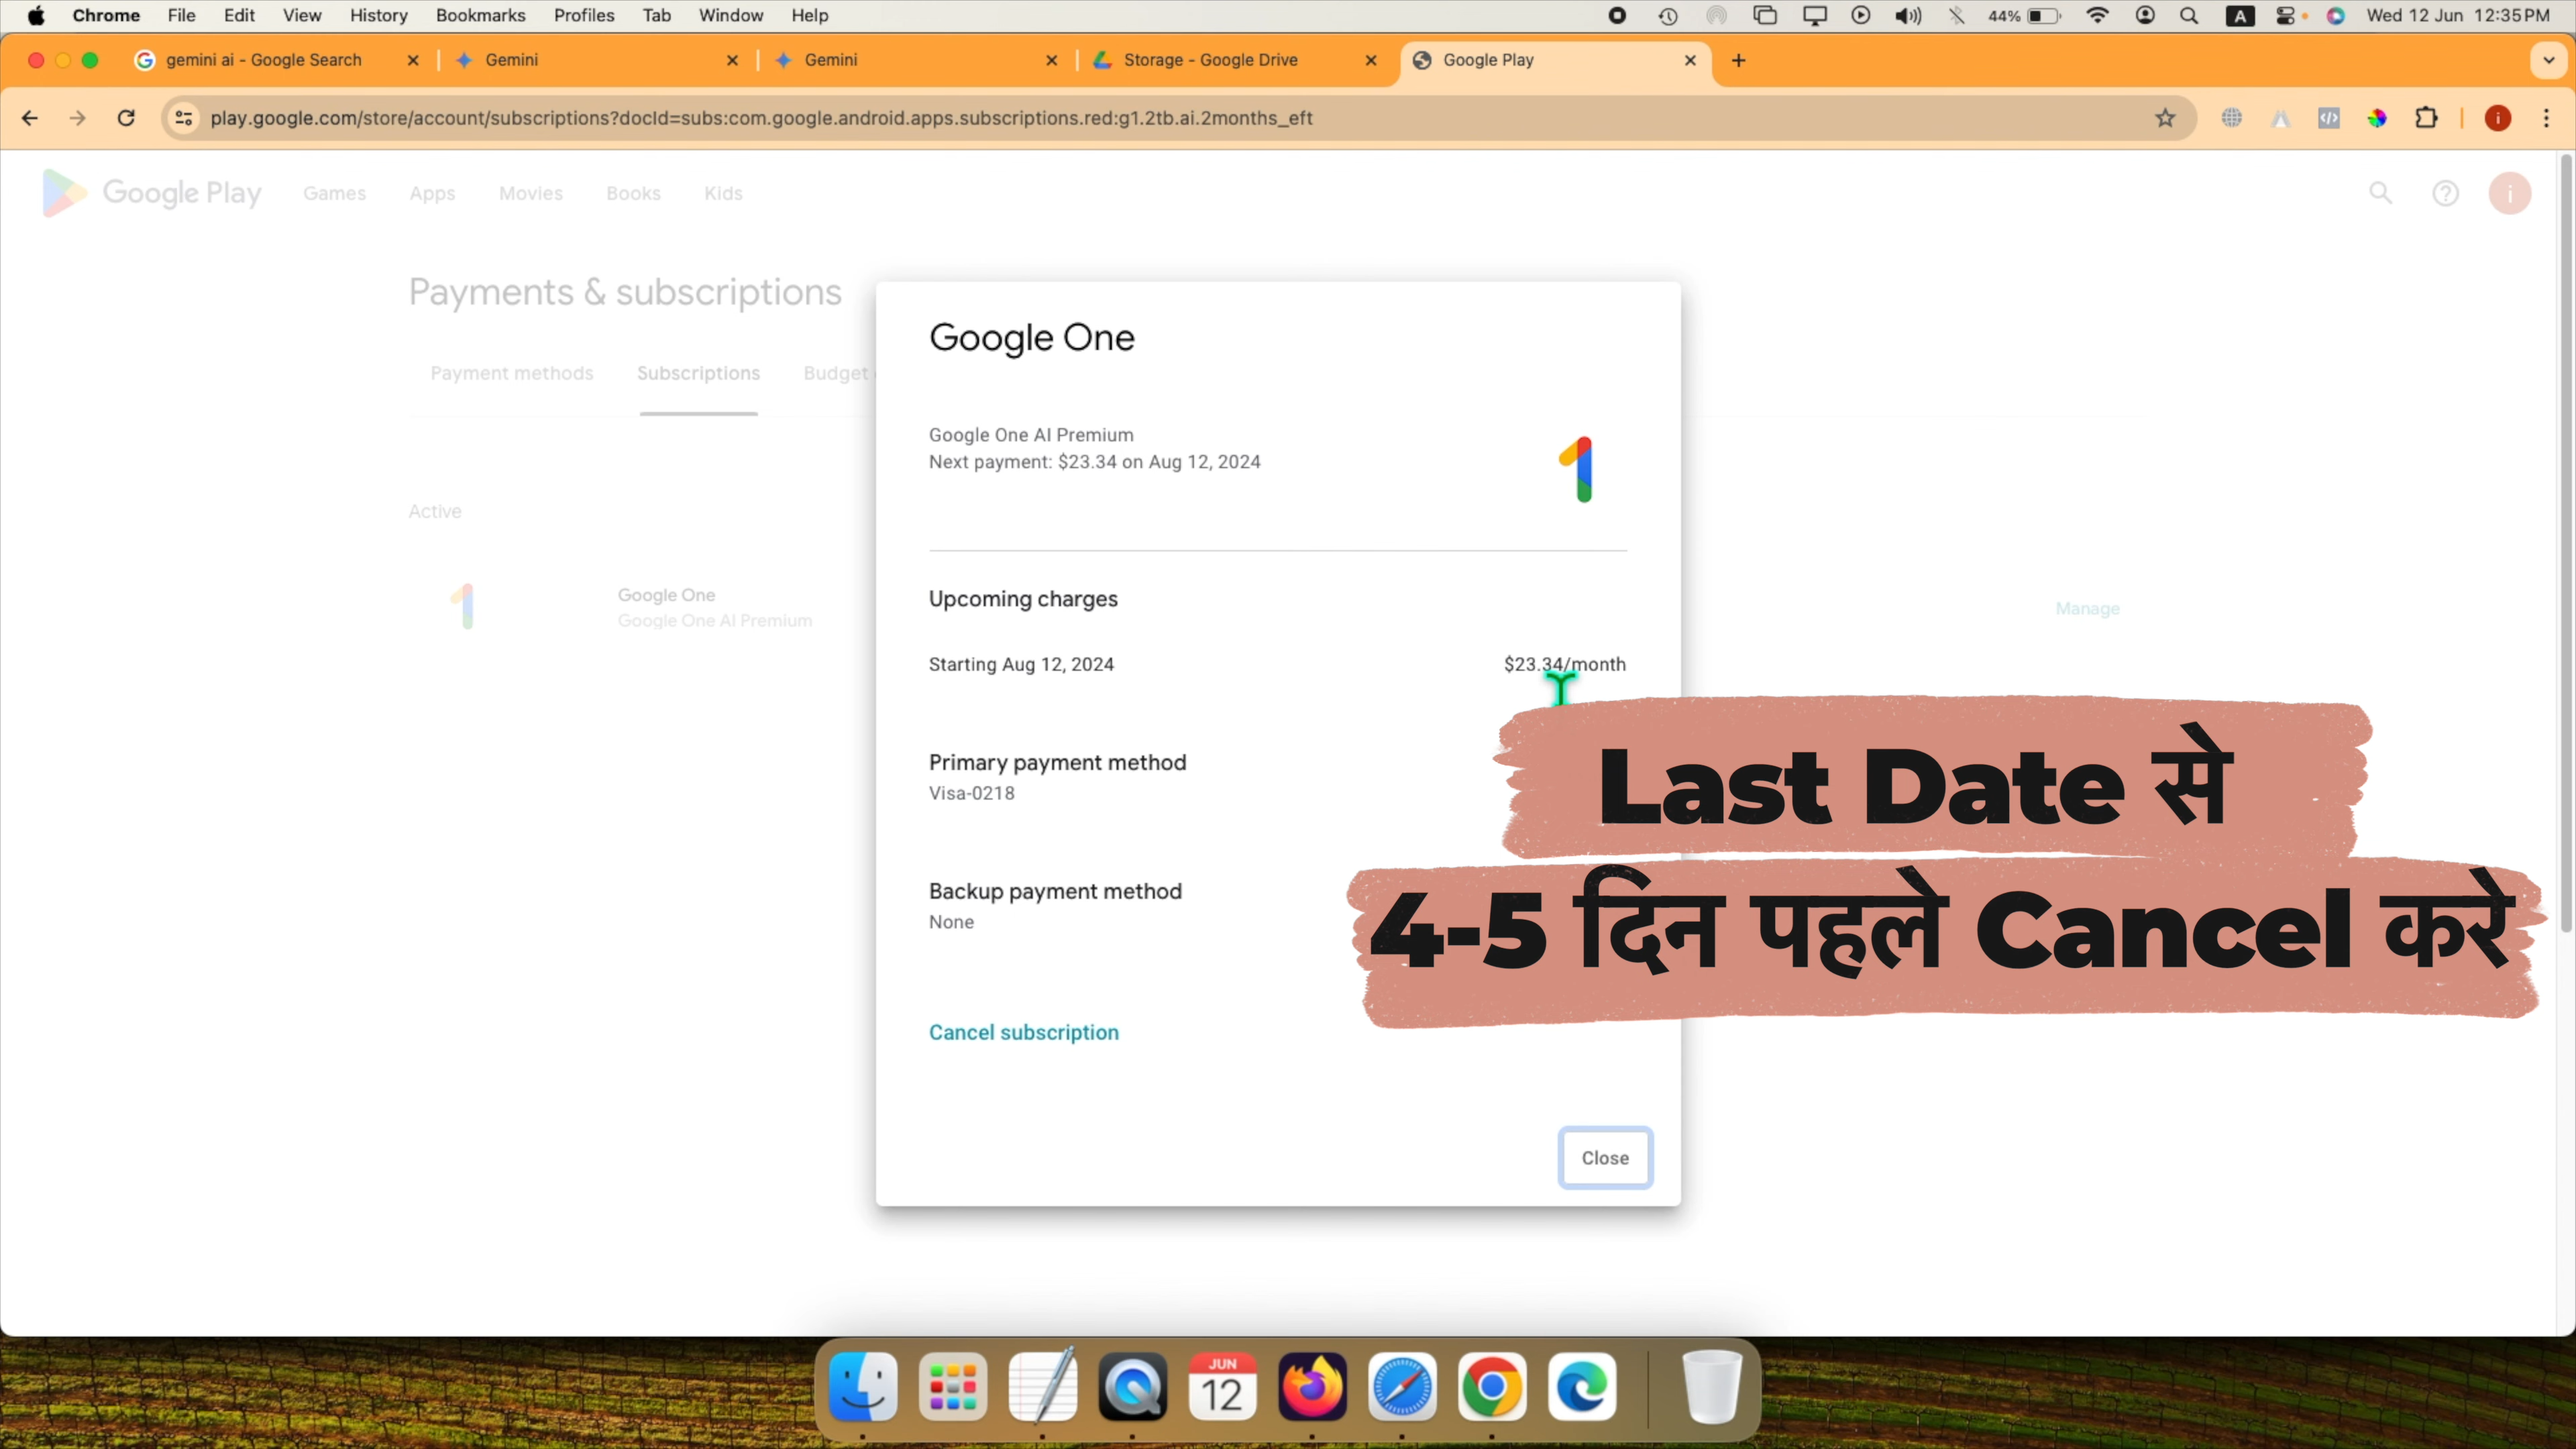 Chrome File Edit View History Bookmarks Profiles Tab Window Help 44% A Wed 12 Jun 12:35 PM
gemini ai - Google Search Gemini Gemini Storage - Google Drive Google Play
play.google.com/store/account/subscriptions?docId=subs:com.google.android.apps.subscriptions.red:g1.2tb.ai.2months_eft i
Google Play Games Apps Movies Books Kids i
Payments & subscriptions
Payment methods Subscriptions Budget
Active
Google One
Google One AI Premium
Manage
Google One
Google One AI Premium
Next payment: $23.34 on Aug 12, 2024
Upcoming charges
Starting Aug 12, 2024 $23.34/month
Primary payment method
Visa-0218
Backup payment method
None
Cancel subscription
Close
Last Date से
4-5 दिन पहले Cancel करे
JUN
12